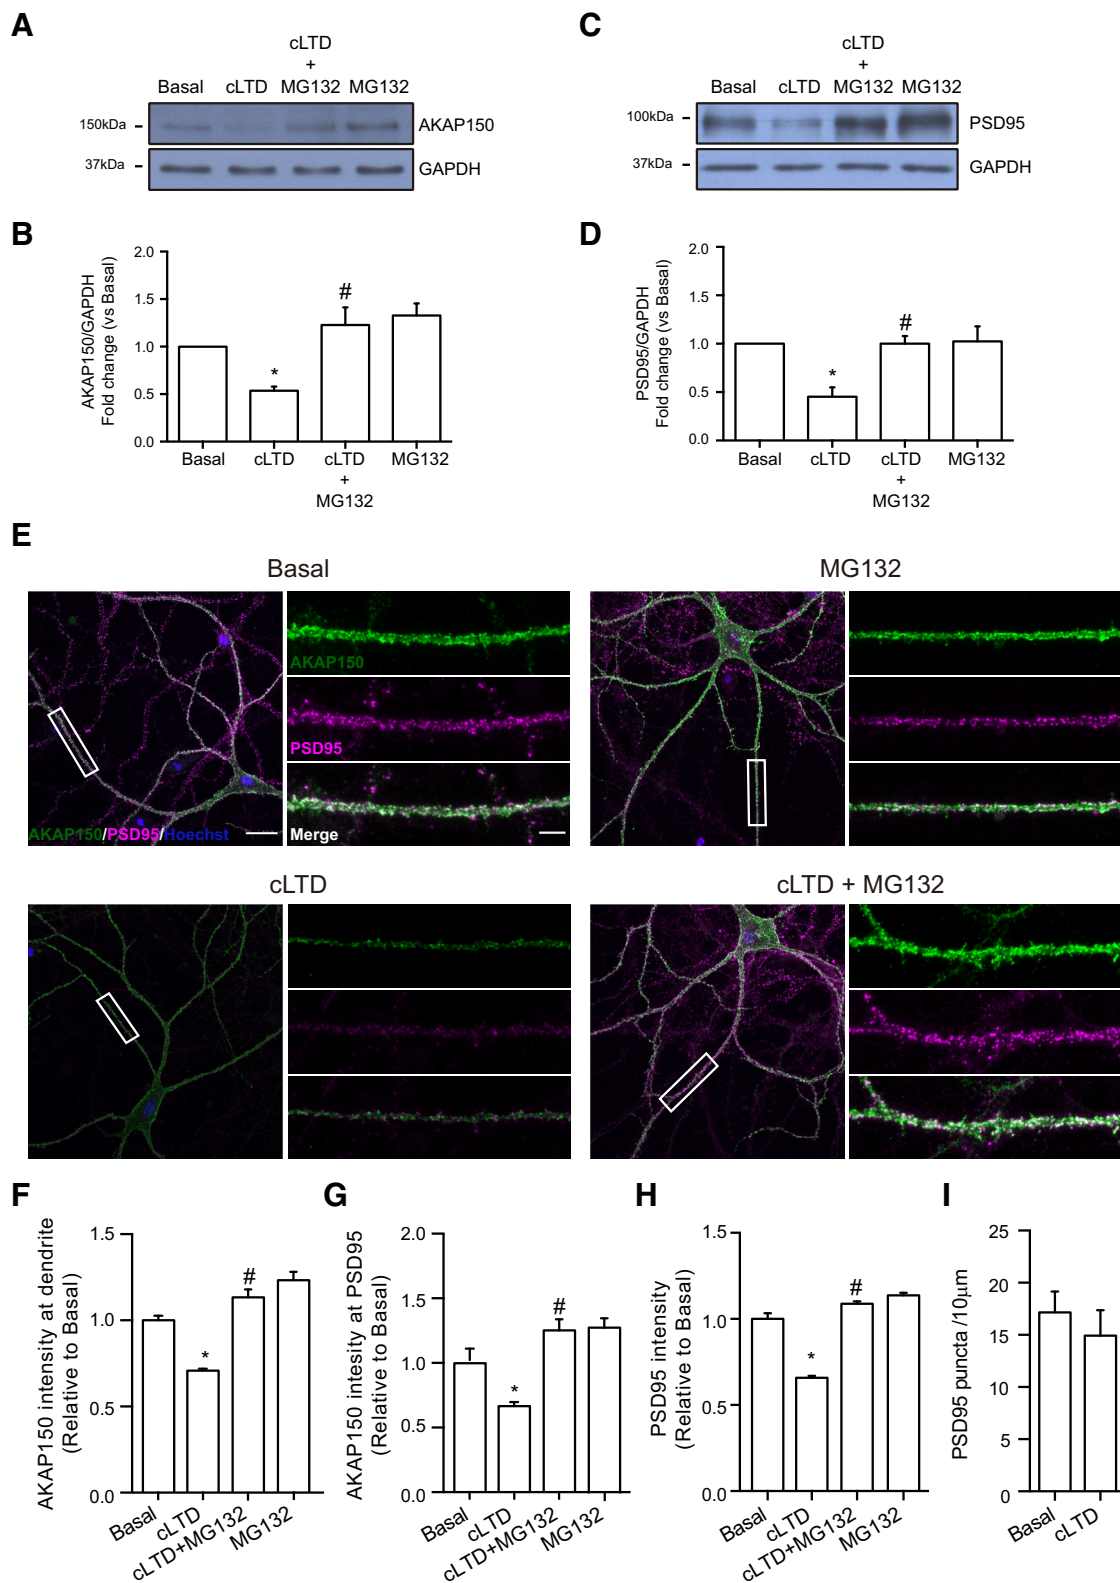 A
cLTD
+
Basal cLTD MG132 MG132
150kDa
AKAP150
37kDa
GAPDH
C
cLTD
+
Basal cLTD MG132 MG132
100kDa
PSD95
37kDa
GAPDH
B
AKAP150/GAPDH
Fold change (vs Basal)
2.0
1.5
1.0
0.5
0.0
*
#
Basal cLTD cLTD MG132
+
MG132
D
PSD95/GAPDH
Fold change (vs Basal)
2.0
1.5
1.0
0.5
0.0
*
#
Basal cLTD cLTD MG132
+
MG132
E
Basal
AKAP150
PSD95
AKAP150/PSD95/Hoechst
Merge
MG132
cLTD
cLTD + MG132
F
AKAP150 intensity at dendrite
(Relative to Basal)
1.5
1.0
0.5
0.0
*
#
Basal
cLTD
cLTD+MG132
MG132
G
AKAP150 intesity at PSD95
(Relative to Basal)
2.0
1.5
1.0
0.5
0.0
*
#
Basal
cLTD
cLTD+MG132
MG132
H
PSD95 intensity
(Relative to Basal)
1.5
1.0
0.5
0.0
*
#
Basal
cLTD
cLTD+MG132
MG132
I
PSD95 puncta /10µm
25
20
15
10
5
0
Basal
cLTD